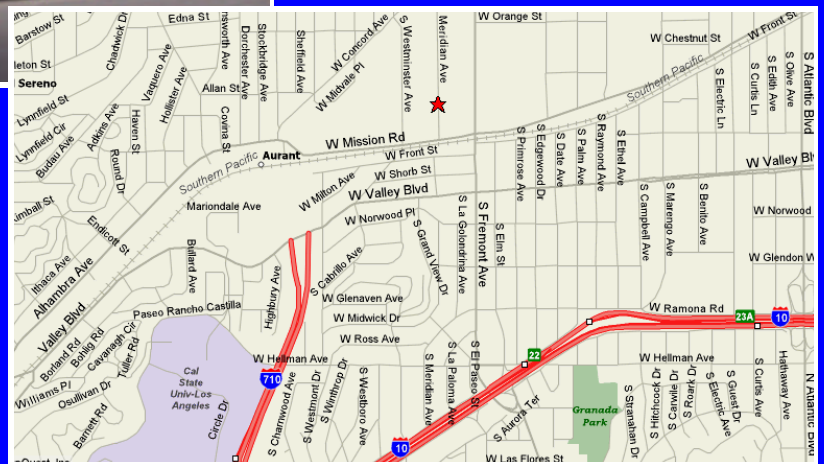 Barstow St
leton St
Sereno
Chadwick Dr
Edna St
nsworth Ave
Dorchester Ave
Stockbridge Ave
Sheffield Ave
W Concord Ave
W Midvale Pl
S Westminster Ave
Meridian Ave
W Orange St
W Chestnut St
W Front St
S Atlantic Blvd
Vaquero Ave
Hollister Ave
Allan St
Southern Pacific
S Electric Ln
S Curtis Ln
S Edith Ave
S Olive Ave
Lynnfield St
Lynnfield Cir
Budau Ave
Adkins Ave
Haven St
Covina St
W Mission Rd
Aurant
W Front St
Southern Pacific
Round Dr
W Shorb St
W Milton Ave
W Valley Blvd
W Valley Bl
S Primrose Ave
S Edgewood Dr
S Date Ave
S Palm Ave
S Raymond Ave
S Ethel Ave
Kimball St
Endicott St
Mariondale Ave
W Norwood Pl
S La Golondrina Ave
S Fremont Ave
S Elm St
S Grand View Dr
S Campbell Ave
S Marengo Ave
S Benito Ave
W Norwood
W Glendon W
Ithaca Ave
Alhambra Ave
Valley Blvd
Bullard Ave
Highbury Ave
S Cabrillo Ave
Paseo Rancho Castilla
W Glenaven Ave
W Midwick Dr
W Ross Ave
W Ramona Rd
23A
10
22
Borland Rd
Bohlig Rd
Cavanagh Cir
Tuller Rd
Williams Pl
Osullivan Dr
Barnett Rd
Cal
State
Univ-Los
Angeles
Circle Dr
W Hellman Ave
710
S Charnwood Ave
S Westmont Dr
S Winthrop Dr
S Westboro Ave
S Meridian Ave
S La Paloma Ave
S El Paseo St
S Aurora Ter
10
W Las Flores St
Granada
Park
W Hellman Ave
S Stranahan Dr
S Hitchcock Dr
S Carwile Dr
S Roark Dr
S Electric Ave
S Guest Dr
S Curtis Ave
Hathaway Ave
N Atlantic Blvd